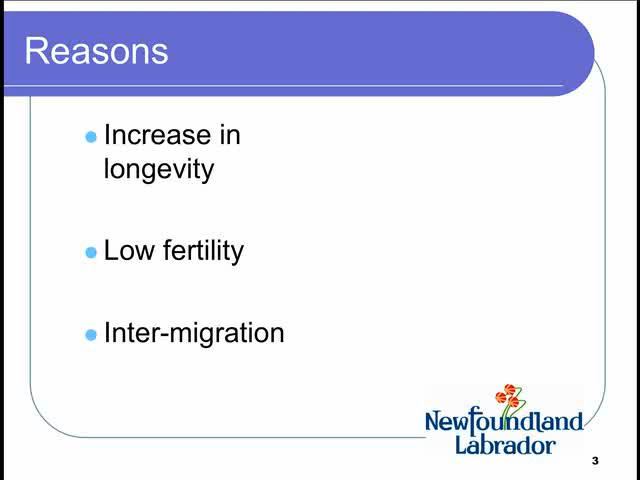 Reasons
Increase in
longevity
Low fertility
Inter-migration
Newfoundland
Labrador
3